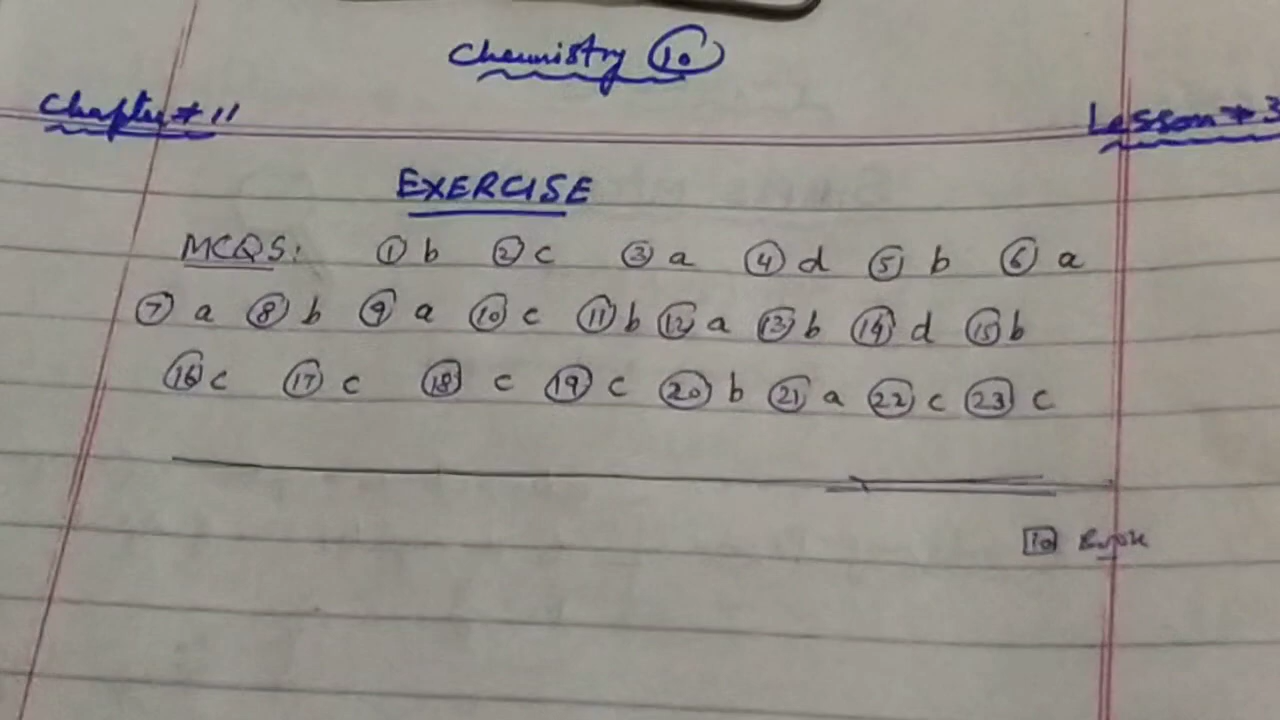 Chemistry 10
Chapter # 11 Lesson # 3
EXERCISE
MCQS: 1 b 2 c 3 a 4 d 5 b 6 a
7 a 8 b 9 a 10 c 11 b 12 a 13 b 14 d 15 b
16 c 17 c 18 c 19 c 20 b 21 a 22 c 23 c
10